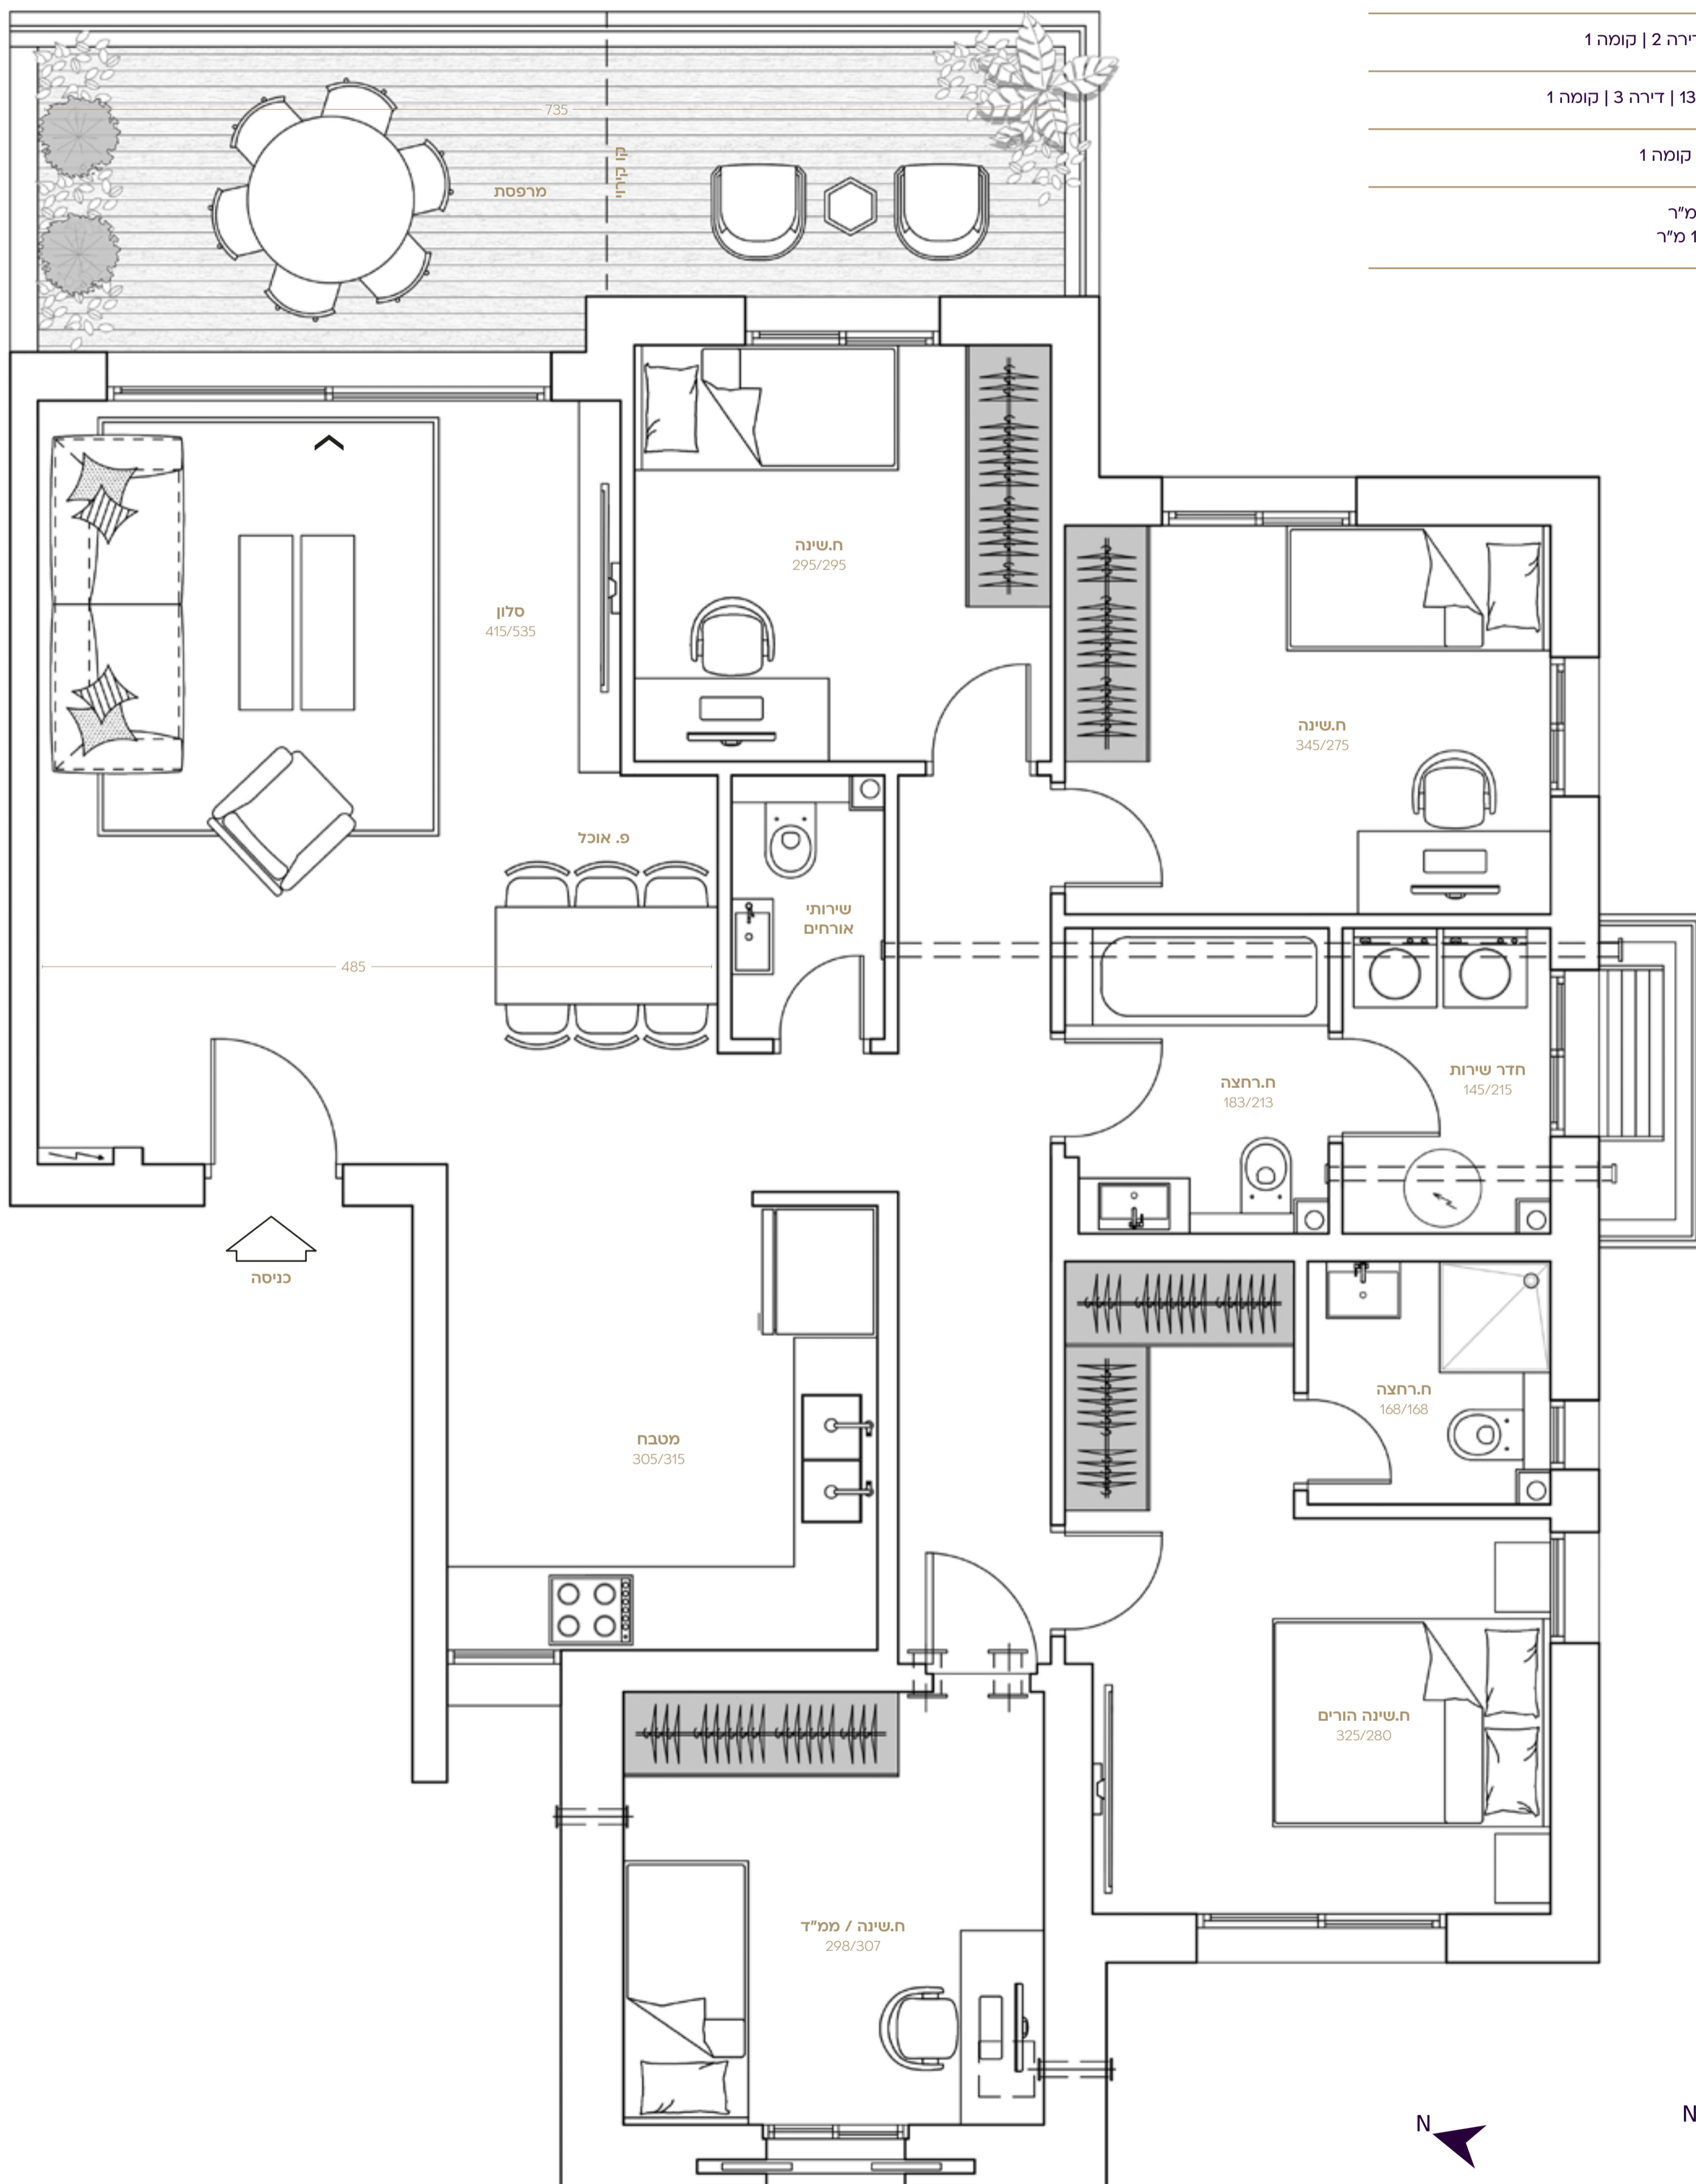 דירה 2 | קומה 1
13 | דירה 3 | קומה 1
קומה 1
מ"ר
1 מ"ר
735
קו קירוי
מרפסת
ח.שינה
295/295
סלון
415/535
ח.שינה
345/275
פ. אוכל
שירותי
אורחים
485
חדר שירות
145/215
ח.רחצה
183/213
כניסה
ח.רחצה
168/168
מטבח
305/315
ח.שינה הורים
325/280
ח.שינה / ממ"ד
298/307
N
N